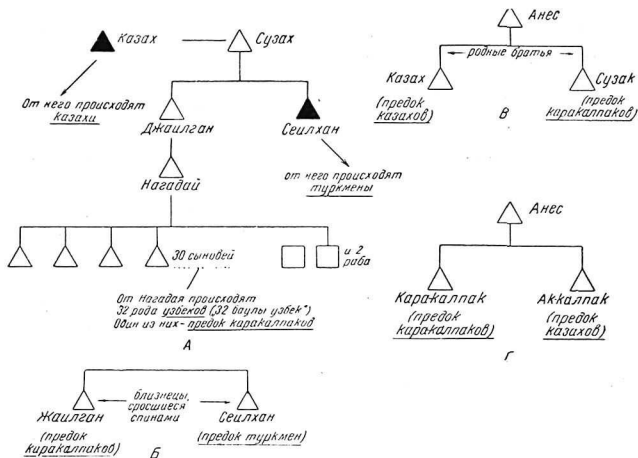 Казах
Сузах
От него происходят
казахи
Джаилган
Сеилхан
от него происходят
туркмены
Нагадай
30 сыновей
и 2
раба
От Нагадая происходят
32 рода узбеков (32 баулы узбек")
Один из них - предок каракалпаков
А
близнецы,
сросшиеся
спинами
Жаилган
Сеилхан
(предок
каракалпаков)
(предок туркмен)
Б
Анес
родные братья
Казах
Сузак
(предок
казахов)
(предок
каракалпаков)
В
Анес
Каракалпак
Ак-калпак
(предок
каракалпаков)
(предок
казахов)
Г